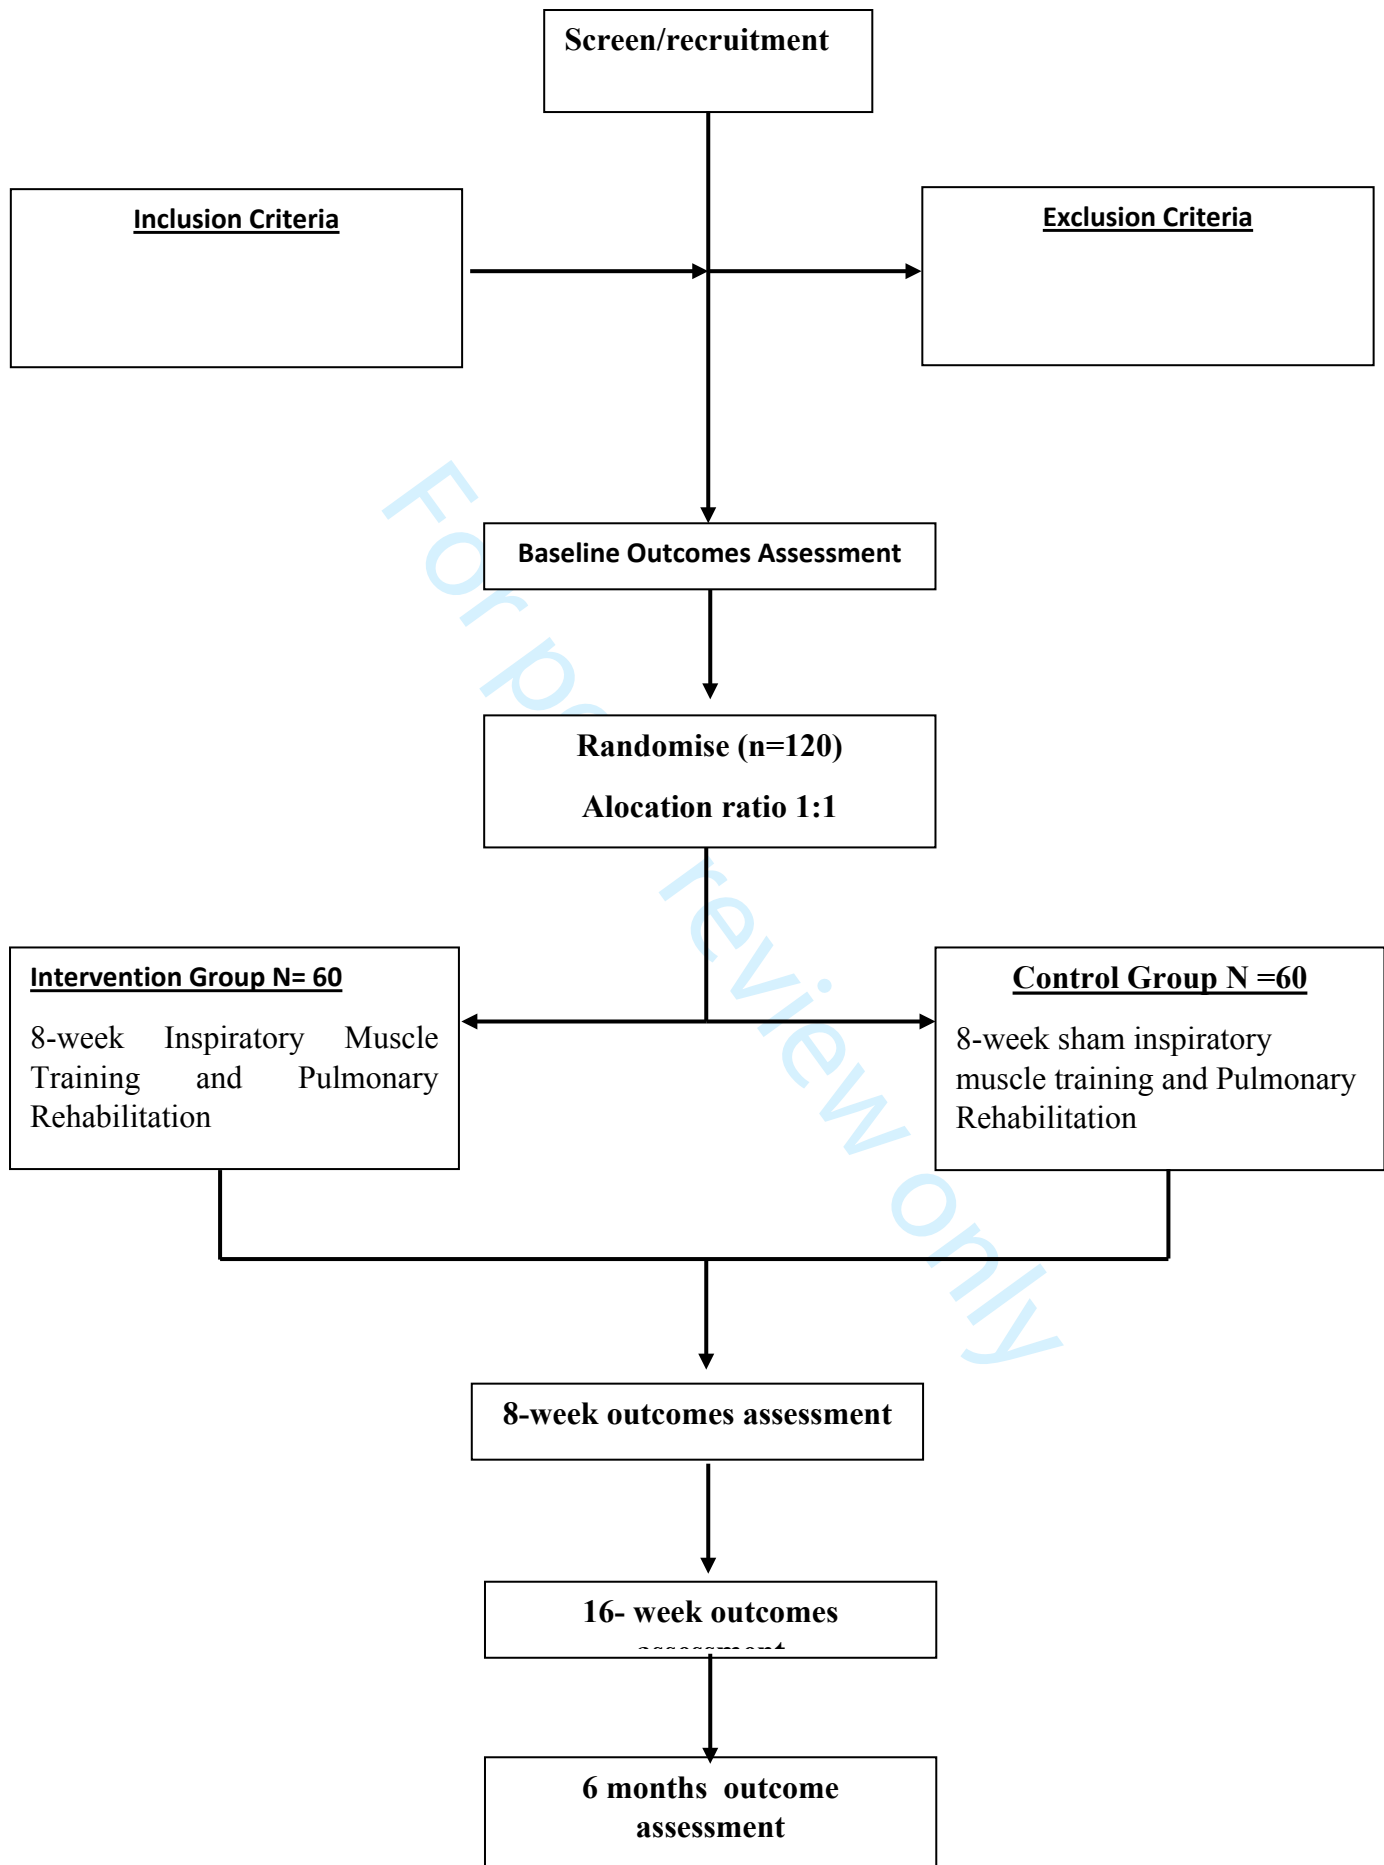 Screen/recruitment
Inclusion Criteria
Exclusion Criteria
Baseline Outcomes Assessment
Randomise (n=120)
Alocation ratio 1:1
Intervention Group N= 60
8-week Inspiratory Muscle
Training and Pulmonary
Rehabilitation
Control Group N =60
8-week sham inspiratory
muscle training and Pulmonary
Rehabilitation
8-week outcomes assessment
16- week outcomes
assessment
6 months outcome
assessment
For peer review only